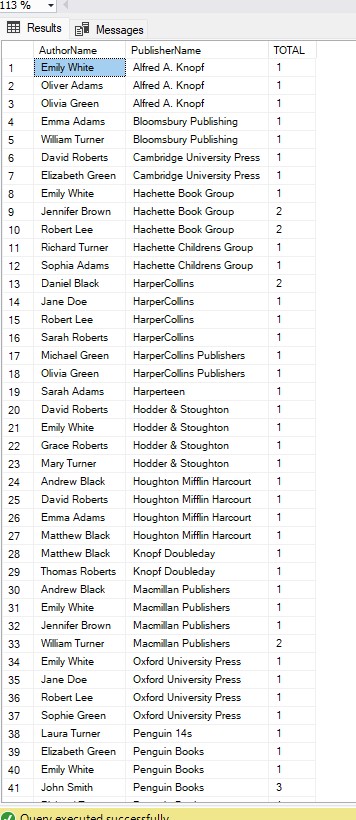 113 %
Results Messages
AuthorName PublisherName TOTAL
1 Emily White Alfred A. Knopf 1
2 Oliver Adams Alfred A. Knopf 1
3 Olivia Green Alfred A. Knopf 1
4 Emma Adams Bloomsbury Publishing 1
5 William Turner Bloomsbury Publishing 1
6 David Roberts Cambridge University Press 1
7 Elizabeth Green Cambridge University Press 1
8 Emily White Hachette Book Group 1
9 Jennifer Brown Hachette Book Group 2
10 Robert Lee Hachette Book Group 2
11 Richard Turner Hachette Childrens Group 1
12 Sophia Adams Hachette Childrens Group 1
13 Daniel Black HarperCollins 2
14 Jane Doe HarperCollins 1
15 Robert Lee HarperCollins 1
16 Sarah Roberts HarperCollins 1
17 Michael Green HarperCollins Publishers 1
18 Olivia Green HarperCollins Publishers 1
19 Sarah Adams Harperteen 1
20 David Roberts Hodder & Stoughton 1
21 Emily White Hodder & Stoughton 1
22 Grace Roberts Hodder & Stoughton 1
23 Mary Turner Hodder & Stoughton 1
24 Andrew Black Houghton Mifflin Harcourt 1
25 David Roberts Houghton Mifflin Harcourt 1
26 Emma Adams Houghton Mifflin Harcourt 1
27 Matthew Black Houghton Mifflin Harcourt 1
28 Matthew Black Knopf Doubleday 1
29 Thomas Roberts Knopf Doubleday 1
30 Andrew Black Macmillan Publishers 1
31 Emily White Macmillan Publishers 1
32 Jennifer Brown Macmillan Publishers 1
33 William Turner Macmillan Publishers 2
34 Emily White Oxford University Press 1
35 Jane Doe Oxford University Press 1
36 Robert Lee Oxford University Press 1
37 Sophie Green Oxford University Press 1
38 Laura Turner Penguin 14s 1
39 Elizabeth Green Penguin Books 1
40 Emily White Penguin Books 1
41 John Smith Penguin Books 3
Query executed successfully